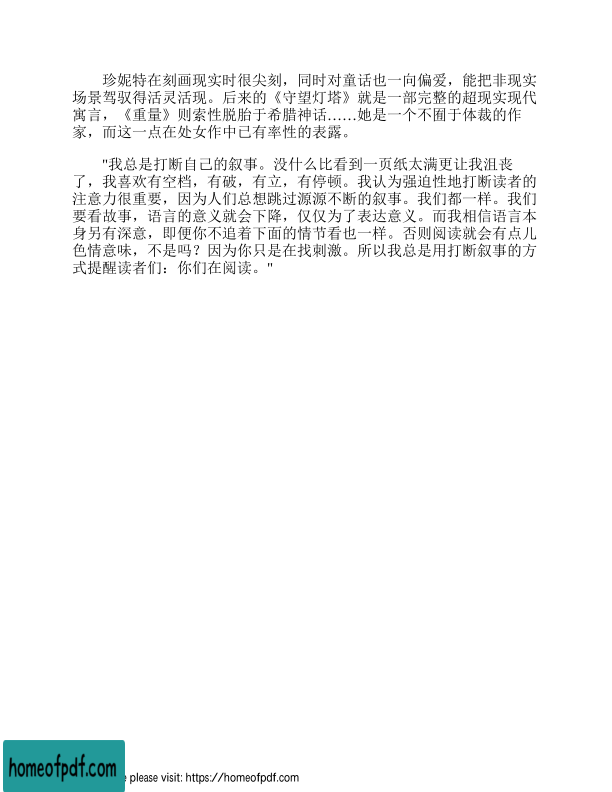 珍妮特在刻画现实时很尖刻，同时对童话也一向偏爱，能把非现实
场景驾驭得活灵活现。后来的《守望灯塔》就是一部完整的超现实现代
寓言，《重量》则索性脱胎于希腊神话……她是一个不囿于体裁的作
家，而这一点在处女作中已有率性的表露。
"我总是打断自己的叙事。没什么比看到一页纸太满更让我沮丧
了，我喜欢有空档，有破，有立，有停顿。我认为强迫性地打断读者的
注意力很重要，因为人们总想跳过源源不断的叙事。我们都一样。我们
要看故事，语言的意义就会下降，仅仅为了表达意义。而我相信语言本
身另有深意，即便你不追着下面的情节看也一样。否则阅读就会有点儿
色情意味，不是吗？因为你只是在找刺激。所以我总是用打断叙事的方
式提醒读者们：你们在阅读。"
homeofpdf.com
please visit: https://homeofpdf.com